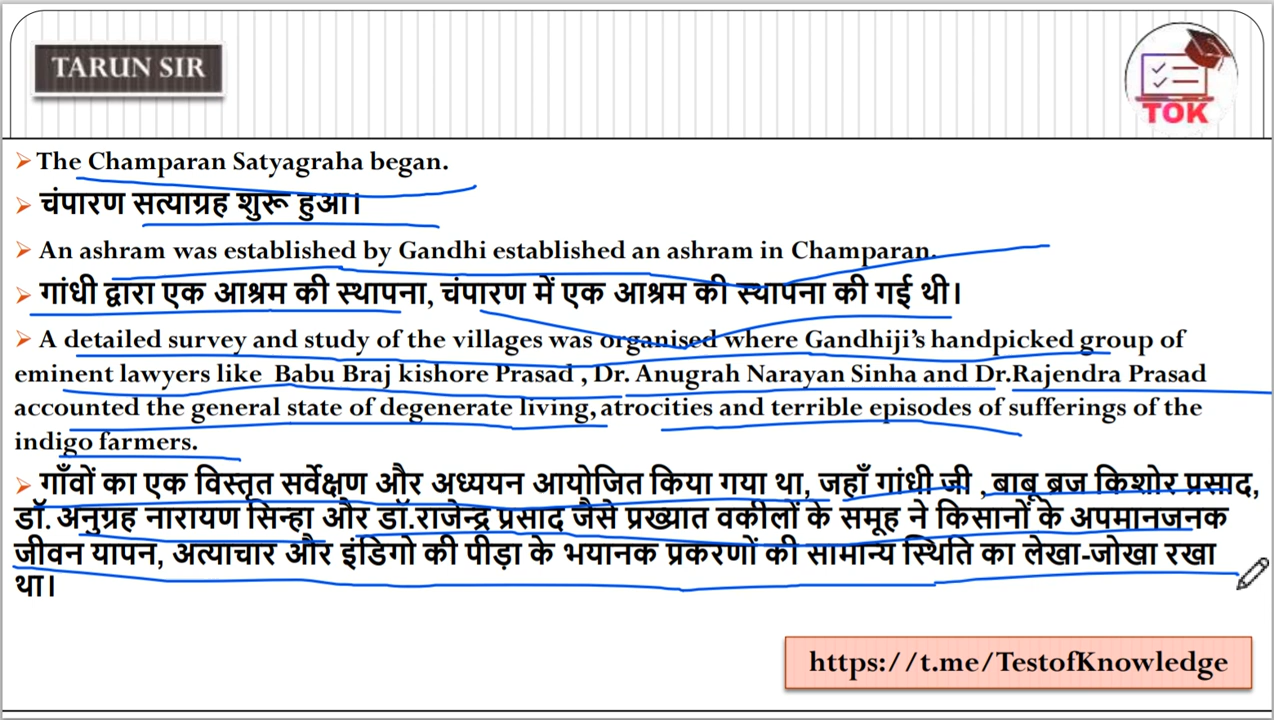 TARUN SIR
TOK
➢The Champaran Satyagraha began.
➢ चंपारण सत्याग्रह शुरू हुआ।
➢ An ashram was established by Gandhi established an ashram in Champaran.
➢ गांधी द्वारा एक आश्रम की स्थापना, चंपारण में एक आश्रम की स्थापना की गई थी।
➢ A detailed survey and study of the villages was organised where Gandhiji's handpicked group of
eminent lawyers like Babu Braj kishore Prasad , Dr. Anugrah Narayan Sinha and Dr.Rajendra Prasad
accounted the general state of degenerate living, atrocities and terrible episodes of sufferings of the
indigo farmers.
➢ गाँवों का एक विस्तृत सर्वेक्षण और अध्ययन आयोजित किया गया था, जहाँ गांधी जी , बाबू ब्रज किशोर प्रसाद,
डॉ. अनुग्रह नारायण सिन्हा और डॉ.राजेन्द्र प्रसाद जैसे प्रख्यात वकीलों के समूह ने किसानों के अपमानजनक
जीवन यापन, अत्याचार और इंडिगो की पीड़ा के भयानक प्रकरणों की सामान्य स्थिति का लेखा-जोखा रखा
था।
https://t.me/TestofKnowledge